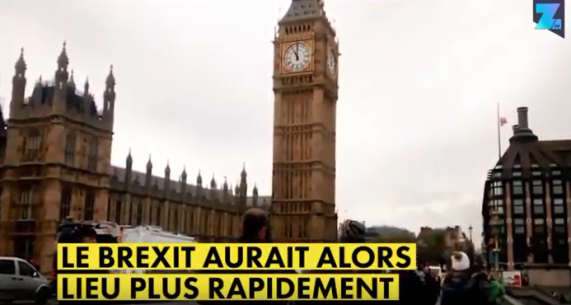 Z
LE BREXIT AURAIT ALORS
LIEU PLUS RAPIDEMENT